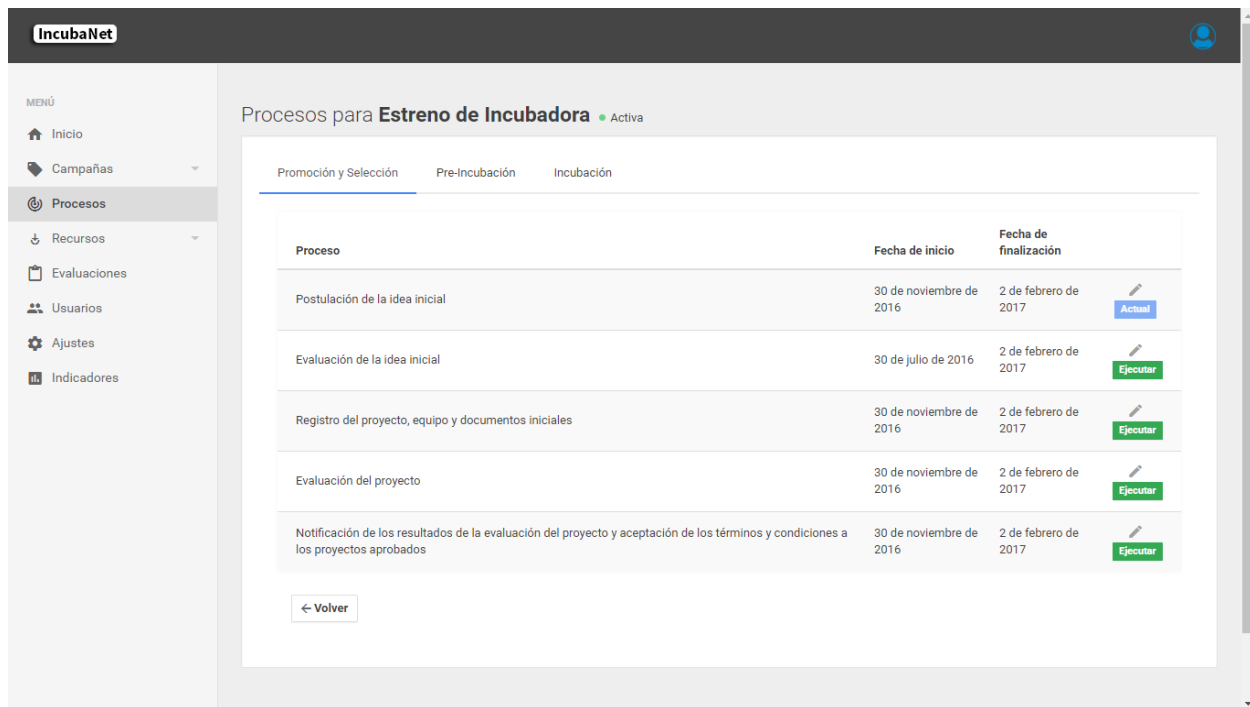 IncubaNet
MENÚ
Inicio
Campañas
Procesos
Recursos
Evaluaciones
Usuarios
Ajustes
Indicadores
Procesos para Estreno de Incubadora • Activa
Promoción y Selección Pre-Incubación Incubación
Proceso Fecha de inicio Fecha de
finalización
Postulación de la idea inicial 30 de noviembre de 2 de febrero de
2016 2017 Actual
Evaluación de la idea inicial 30 de julio de 2016 2 de febrero de
2017 Ejecutar
Registro del proyecto, equipo y documentos iniciales 30 de noviembre de 2 de febrero de
2016 2017 Ejecutar
Evaluación del proyecto 30 de noviembre de 2 de febrero de
2016 2017 Ejecutar
Notificación de los resultados de la evaluación del proyecto y aceptación de los términos y condiciones a 30 de noviembre de 2 de febrero de
los proyectos aprobados 2016 2017 Ejecutar
← Volver